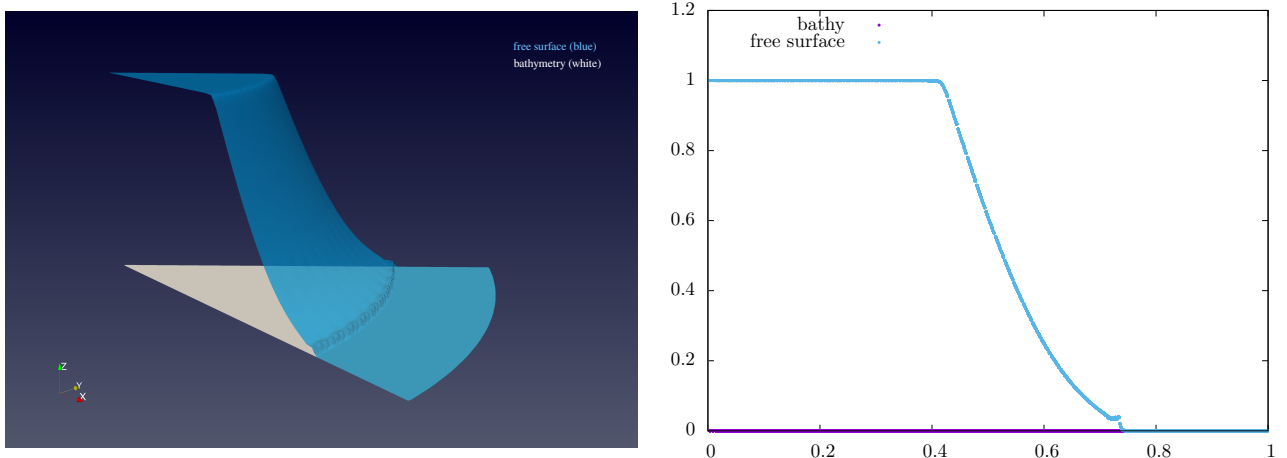 free surface (blue)
bathymetry (white)
Z
Y
X
1.2
1
0.8
0.6
0.4
0.2
0
bathy
free surface
0 0.2 0.4 0.6 0.8 1